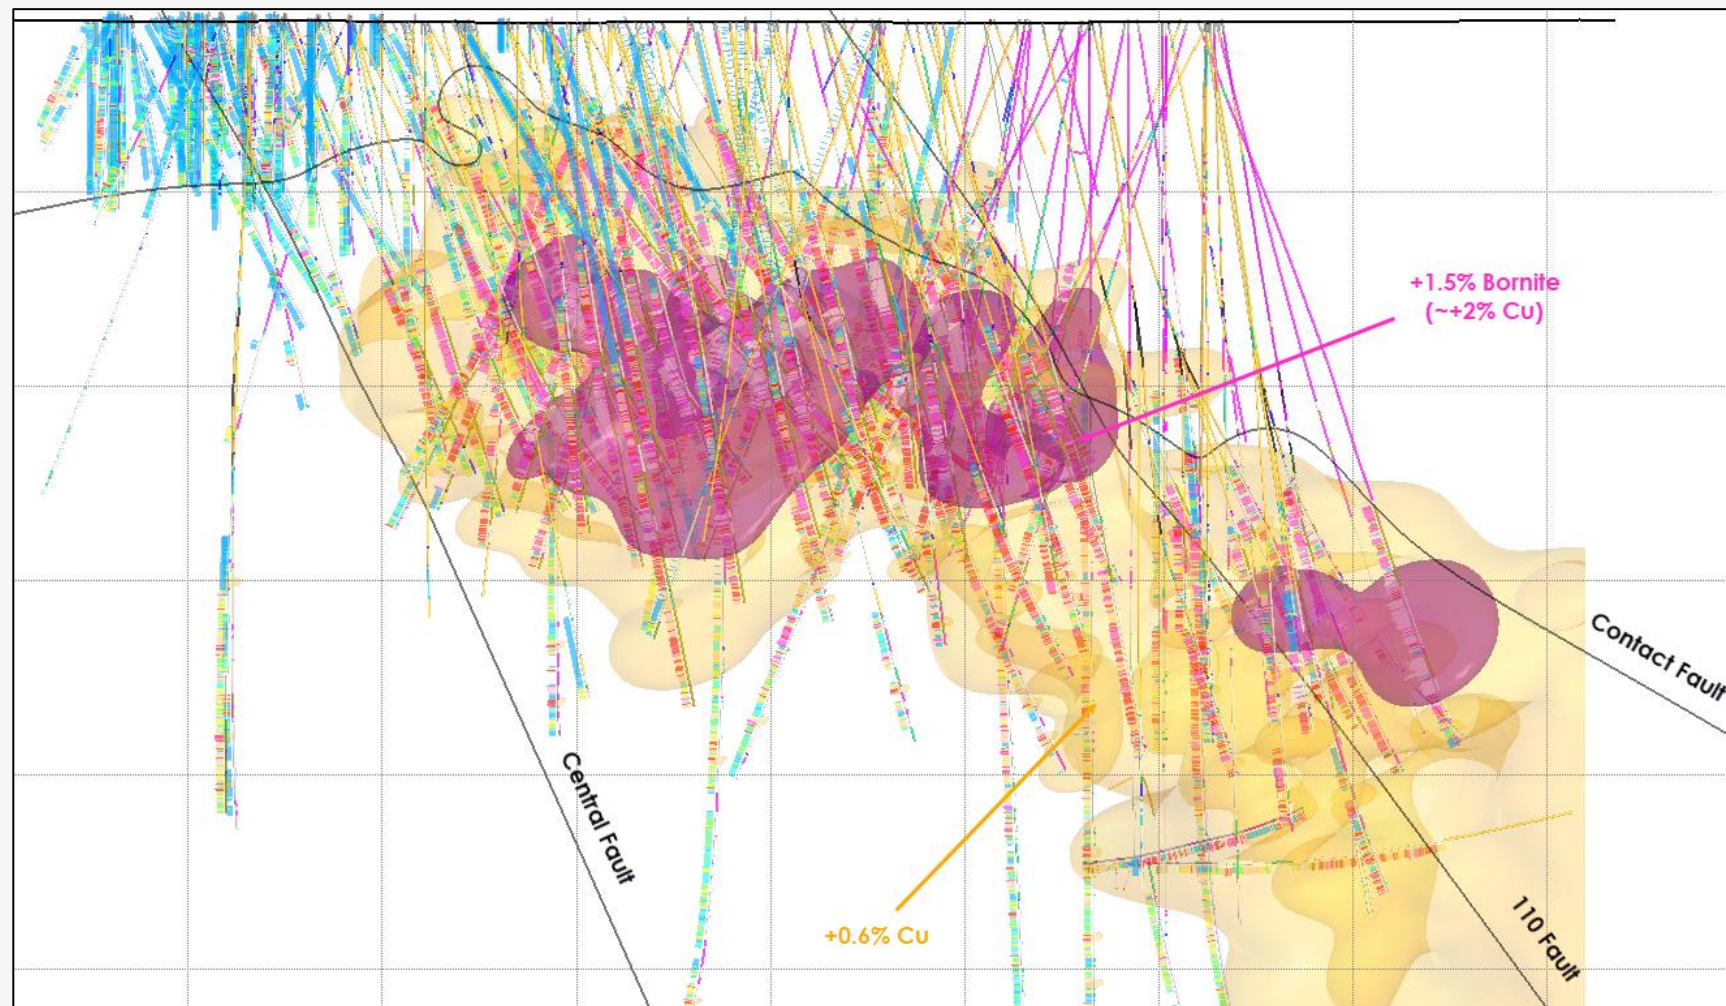 +1.5% Bornite
(~+2% Cu)
Contact Fault
Central Fault
110 Fault
+0.6% Cu